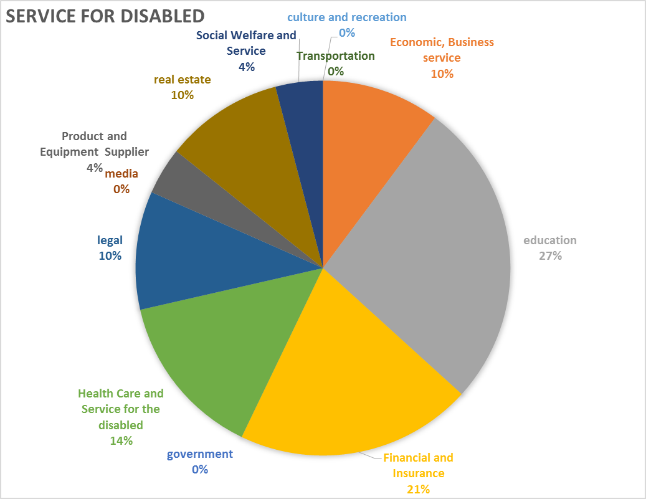 SERVICE FOR DISABLED
culture and recreation
0%
Social Welfare and
Service
4%
Transportation
0%
Economic, Business
service
10%
real estate
10%
Product and
Equipment  Supplier
4%
media
0%
legal
10%
education
27%
Health Care and
Service for the
disabled
14%
government
0%
Financial and
Insurance
21%